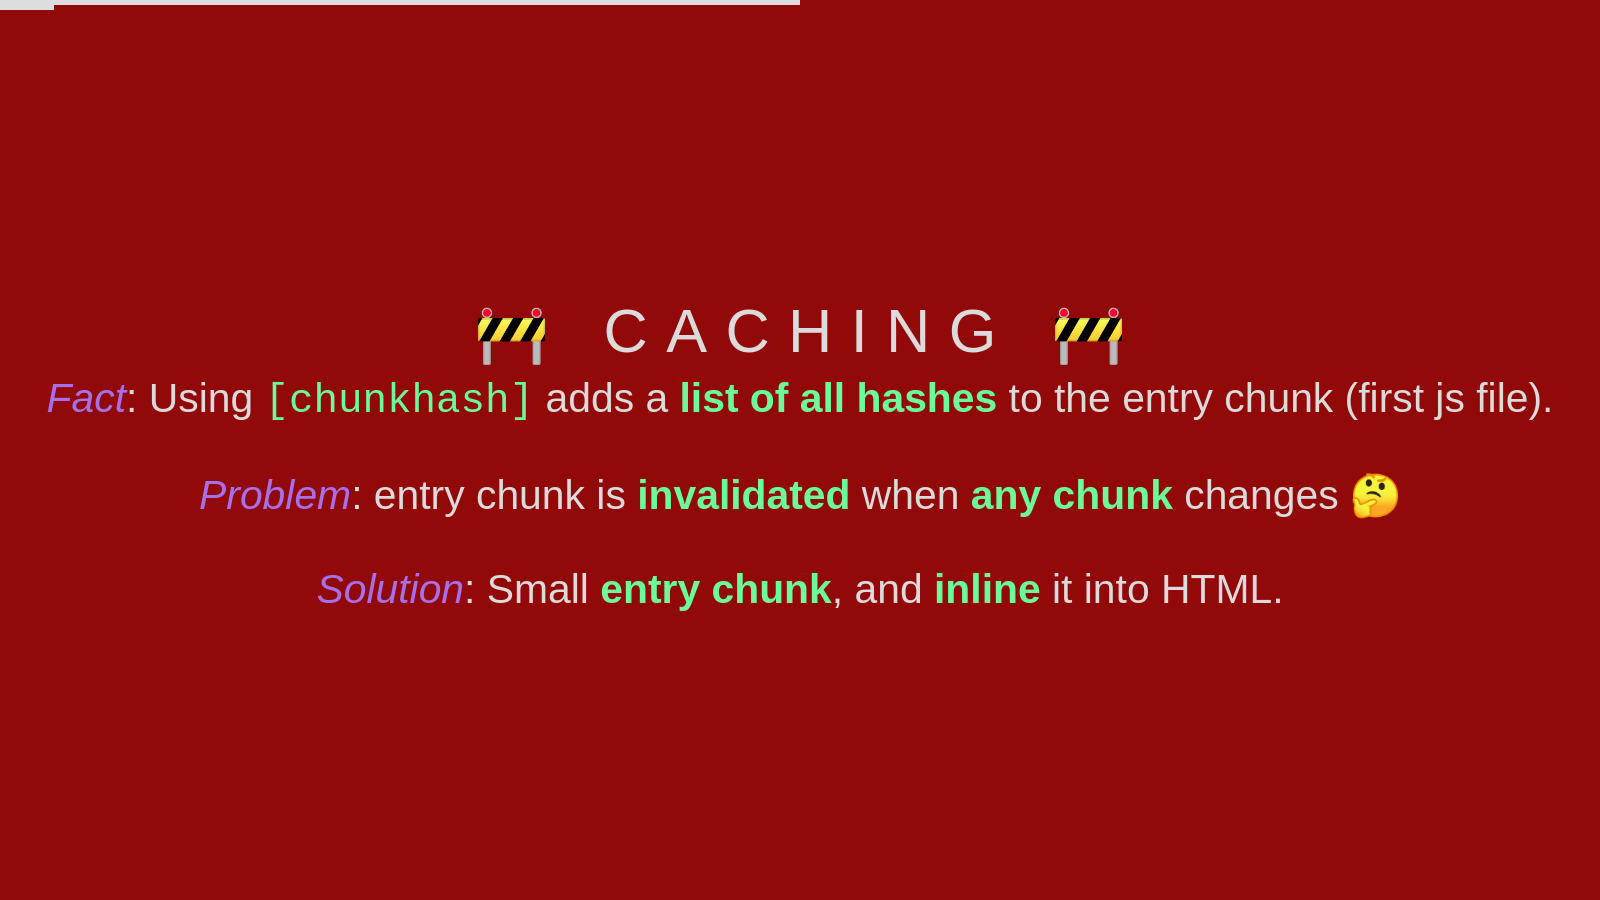 🚧 CACHING 🚧
Fact: Using [chunkhash] adds a list of all hashes to the entry chunk (first js file).
Problem: entry chunk is invalidated when any chunk changes 🤔
Solution: Small entry chunk, and inline it into HTML.